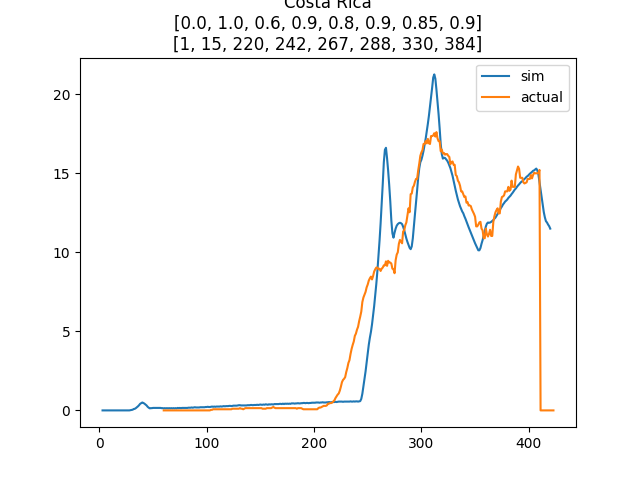 Costa Rica
[0.0, 1.0, 0.6, 0.9, 0.8, 0.9, 0.85, 0.9]
[1, 15, 220, 242, 267, 288, 330, 384]
sim
actual
20
15
10
5
0
0 100 200 300 400